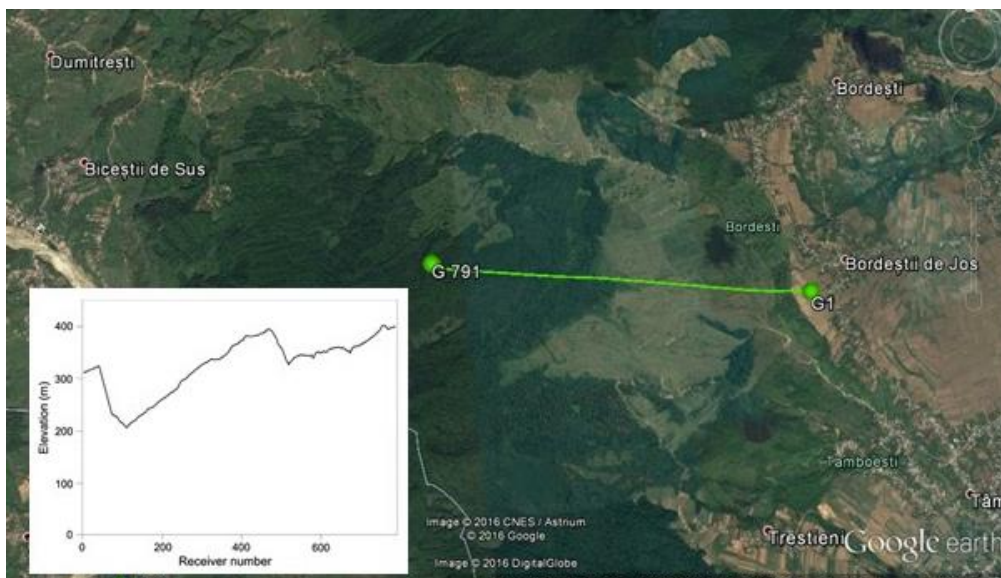 Dumitrești
Bordești
Biceștii de Sus
Bordesti
Bordeștii de Jos
G 791
G1
400
300
200
100
0
0
200
400
600
Elevation (m)
Receiver number
Tamboesti
Image © 2016 CNES / Astrium
© 2016 Google
Image © 2016 DigitalGlobe
Trestieni
Google earth